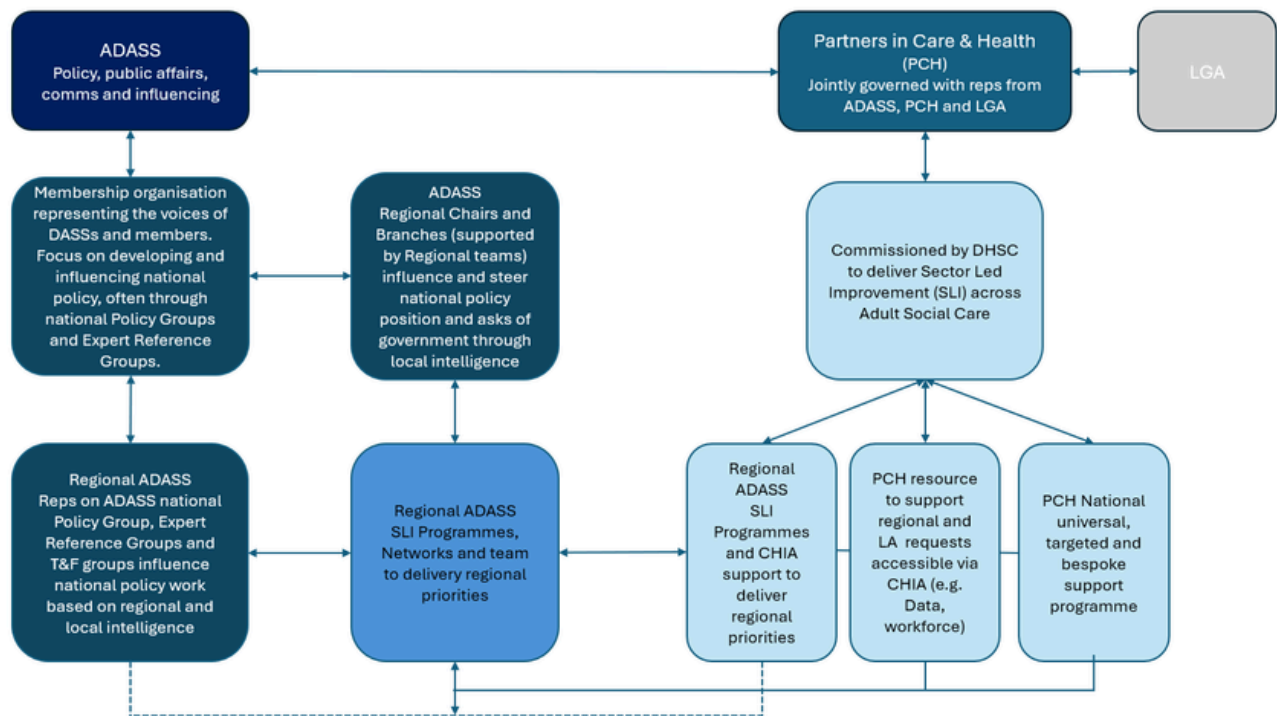 ADASS
Policy, public affairs,
comms and influencing
Partners in Care & Health
(PCH)
Jointly governed with reps from
ADASS, PCH and LGA
LGA
Membership organisation
representing the voices of
DASSs and members.
Focus on developing and
influencing national
policy, often through
national Policy Groups
and Expert Reference
Groups.
ADASS
Regional Chairs and
Branches (supported
by Regional teams)
influence and steer
national policy
position and asks of
government through
local intelligence
Commissioned by DHSC
to deliver Sector Led
Improvement (SLI) across
Adult Social Care
Regional ADASS
Reps on ADASS national
Policy Group, Expert
Reference Groups and
T&F groups influence
national policy work
based on regional and
local intelligence
Regional ADASS
SLI Programmes,
Networks and team
to delivery regional
priorities
Regional
ADASS
SLI
Programmes
and CHIA
support to
deliver
regional
priorities
PCH resource
to support
regional and
LA requests
accessible via
CHIA (e.g.
Data,
workforce)
PCH National
universal,
targeted and
bespoke
support
programme